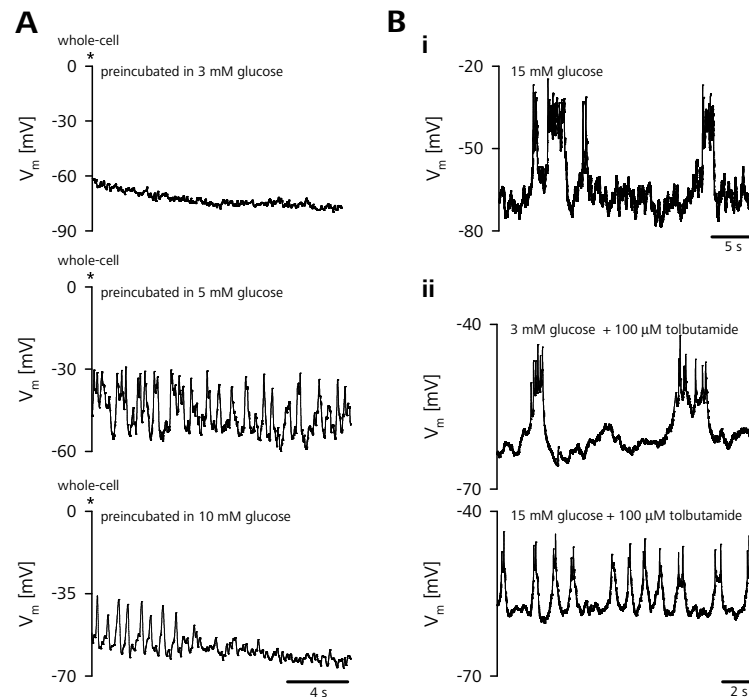 A
whole-cell
*
preincubated in 3 mM glucose
0
-30
-60
-90
Vm [mV]
whole-cell
*
preincubated in 5 mM glucose
0
-30
-60
Vm [mV]
whole-cell
*
preincubated in 10 mM glucose
0
-35
-70
Vm [mV]
4 s
B
i
15 mM glucose
-20
-50
-80
Vm [mV]
5 s
ii
3 mM glucose + 100 µM tolbutamide
-40
-70
Vm [mV]
15 mM glucose + 100 µM tolbutamide
-40
-70
Vm [mV]
2 s